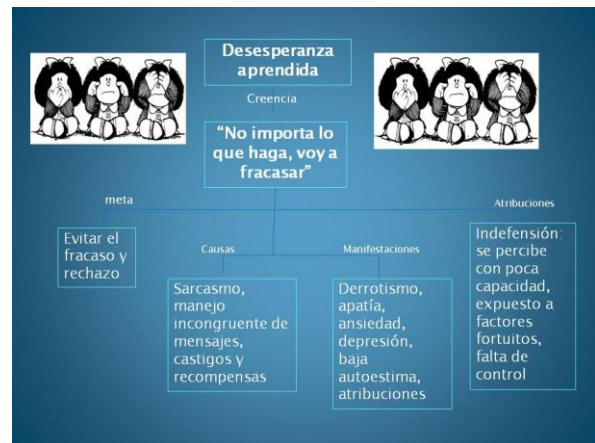 Desesperanza
aprendida
Creencia
“No importa lo
que haga, voy a
fracasar”
meta
Atribuciones
Evitar el
fracaso y
rechazo
Causas
Manifestaciones
Sarcasmo,
manejo
incongruente de
mensajes,
castigos y
recompensas
Derrotismo,
apatía,
ansiedad,
depresión,
baja
autoestima,
atribuciones
Indefensión:
se percibe
con poca
capacidad,
expuesto a
factores
fortuitos,
falta de
control